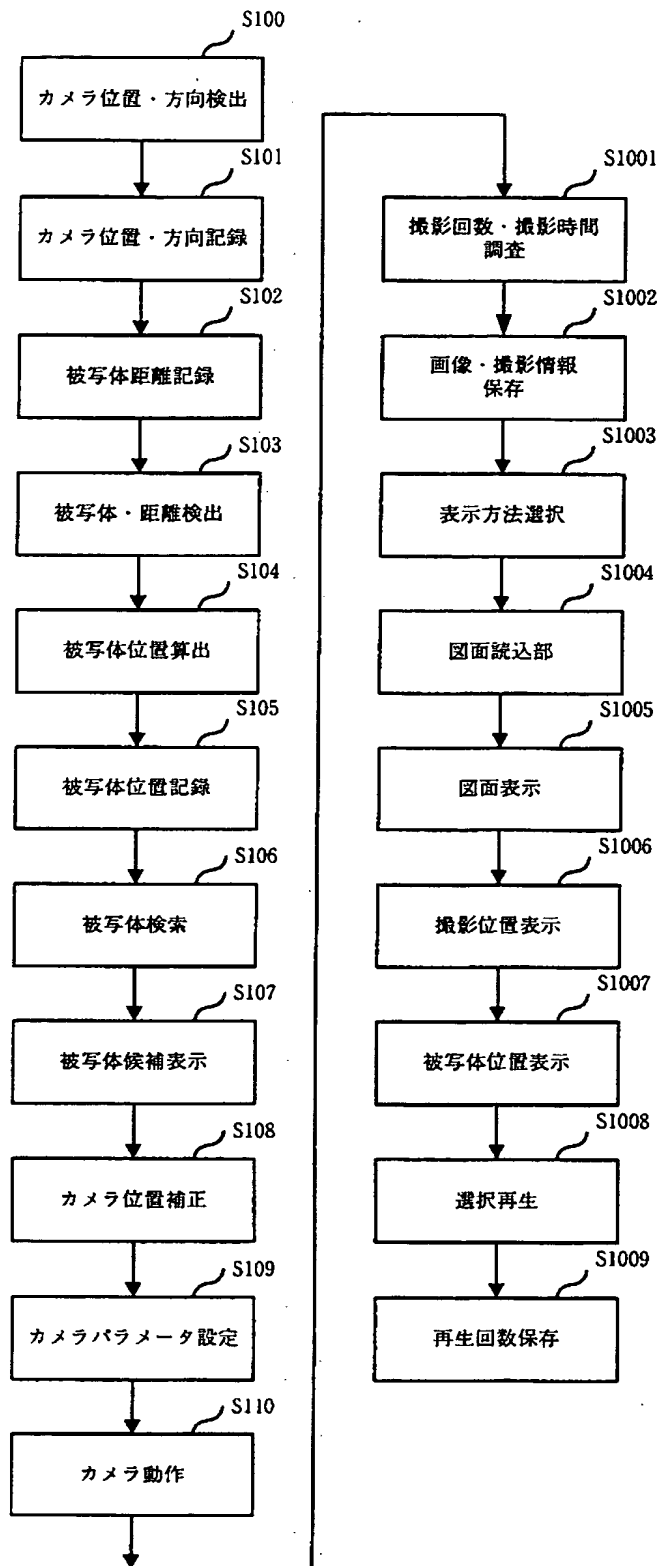 S100
カメラ位置・方向検出
S101
カメラ位置・方向記録
S102
被写体距離記録
S103
被写体・距離検出
S104
被写体位置算出
S105
被写体位置記録
S106
被写体検索
S107
被写体候補表示
S108
カメラ位置補正
S109
カメラパラメータ設定
S110
カメラ動作
S1001
撮影回数・撮影時間
調査
S1002
画像・撮影情報
保存
S1003
表示方法選択
S1004
図面読込部
S1005
図面表示
S1006
撮影位置表示
S1007
被写体位置表示
S1008
選択再生
S1009
再生回数保存